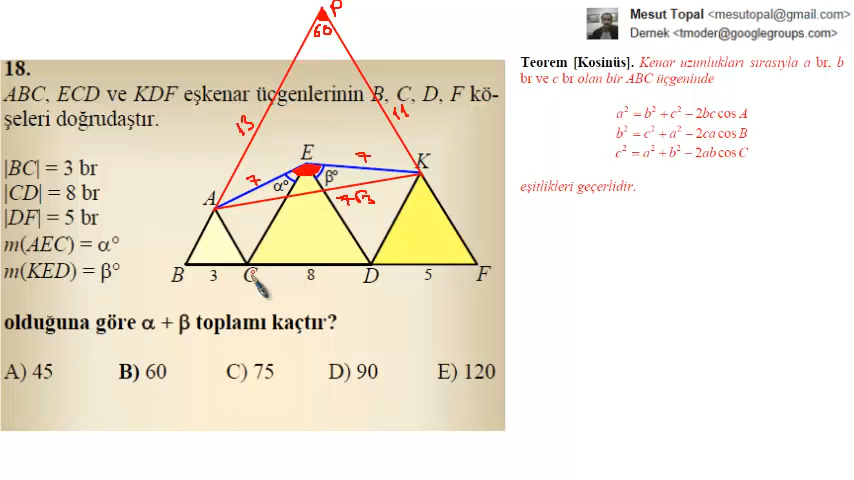 Mesut Topal <mesutopal@gmail.com>
Dernek <tmoder@googlegroups.com>
P
60
18.
ABC, ECD ve KDF eşkenar üçgenlerinin B, C, D, F kö-
şeleri doğrudaştır.
13
11
|BC| = 3 br
|CD| = 8 br
|DF| = 5 br
m(AEC) = α°
m(KED) = β°
E
7
7
K
A
α°
β°
7√3
B
3
C
8
D
5
F
olduğuna göre α + β toplamı kaçtır?
A) 45
B) 60
C) 75
D) 90
E) 120
Teorem [Kosinüs]. Kenar uzunlukları sırasıyla a br, b
br ve c br olan bir ABC üçgeninde
a² = b² + c² − 2bc cos A
b² = c² + a² − 2ca cos B
c² = a² + b² − 2ab cos C
eşitlikleri geçerlidir.